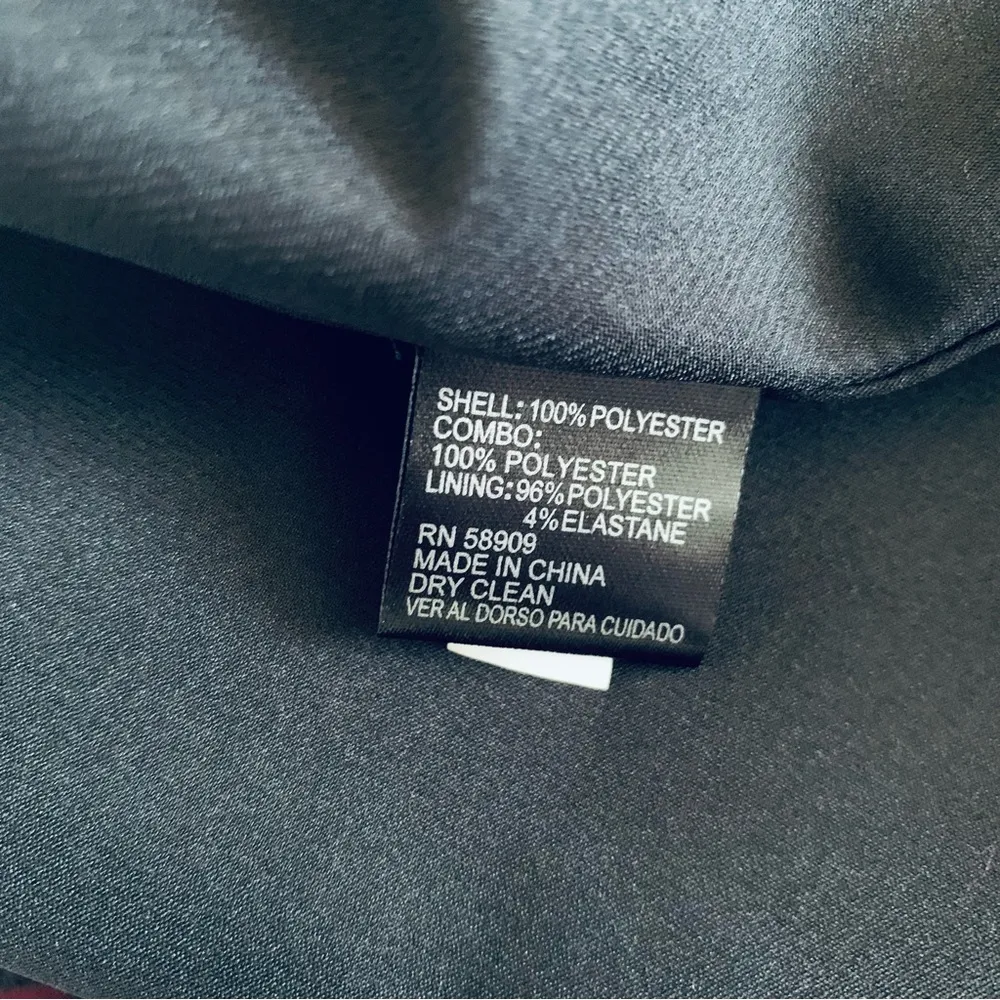 SHELL: 100% POLYESTER
COMBO:
100% POLYESTER
LINING: 96% POLYESTER
4% ELASTANE
RN 58909
MADE IN CHINA
DRY CLEAN
VER AL DORSO PARA CUIDADO